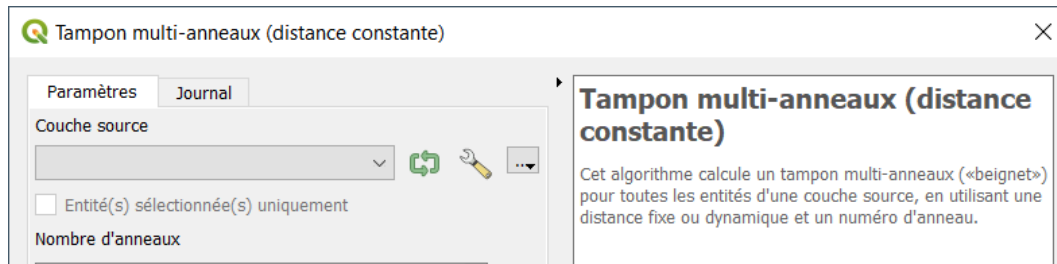 Tampon multi-anneaux (distance constante)
Paramètres
Journal
Couche source
...
Entité(s) sélectionnée(s) uniquement
Nombre d'anneaux
Tampon multi-anneaux (distance
constante)
Cet algorithme calcule un tampon multi-anneaux («beignet»)
pour toutes les entités d'une couche source, en utilisant une
distance fixe ou dynamique et un numéro d'anneau.